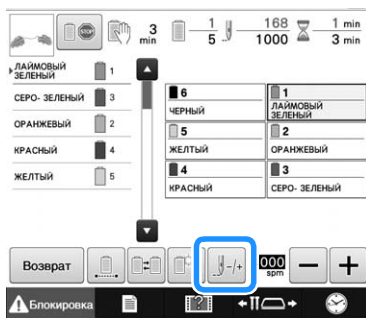 3 min 1 5 168 1000 1 min 3 min
ЛАЙМОВЫЙ ЗЕЛЕНЫЙ 1
СЕРО- ЗЕЛЕНЫЙ 3
ОРАНЖЕВЫЙ 2
КРАСНЫЙ 4
ЖЕЛТЫЙ 5
6
ЧЕРНЫЙ
1
ЛАЙМОВЫЙ
ЗЕЛЕНЫЙ
5
ЖЕЛТЫЙ
2
ОРАНЖЕВЫЙ
4
КРАСНЫЙ
3
СЕРО- ЗЕЛЕНЫЙ
Возврат -/+ 000 spm − +
Блокировка ?